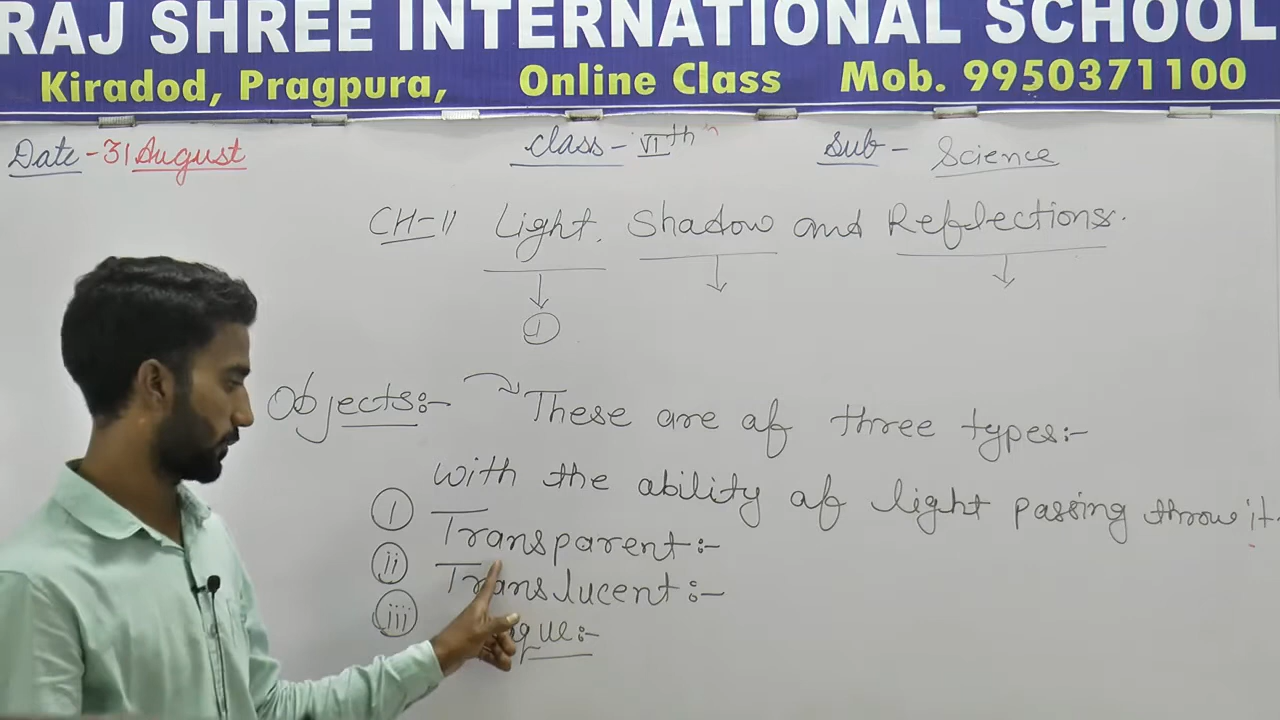 RAJ SHREE INTERNATIONAL SCHOOL
Kiradod, Pragpura, Online Class Mob. 9950371100
Date - 31 August Class - VIth Sub - Science
CH-11 Light, Shadow and Reflections.
1
Objects:- These are of three types:-
with the ability of light passing throw it
i Transparent:-
ii Translucent:-
iii que:-